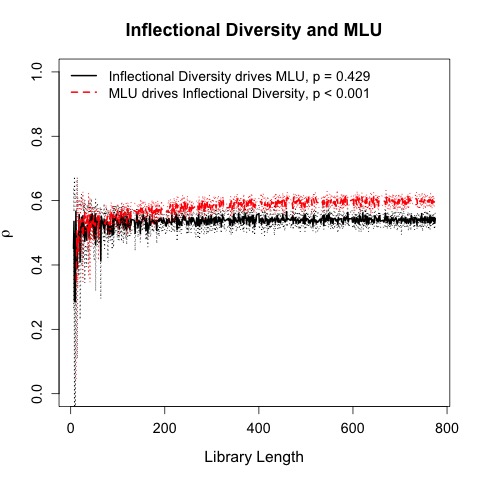 Inflectional Diversity and MLU
Inflectional Diversity drives MLU, p = 0.429
MLU drives Inflectional Diversity, p < 0.001
1.0
0.8
0.6
0.4
0.2
0.0
ρ
0
200
400
600
800
Library Length